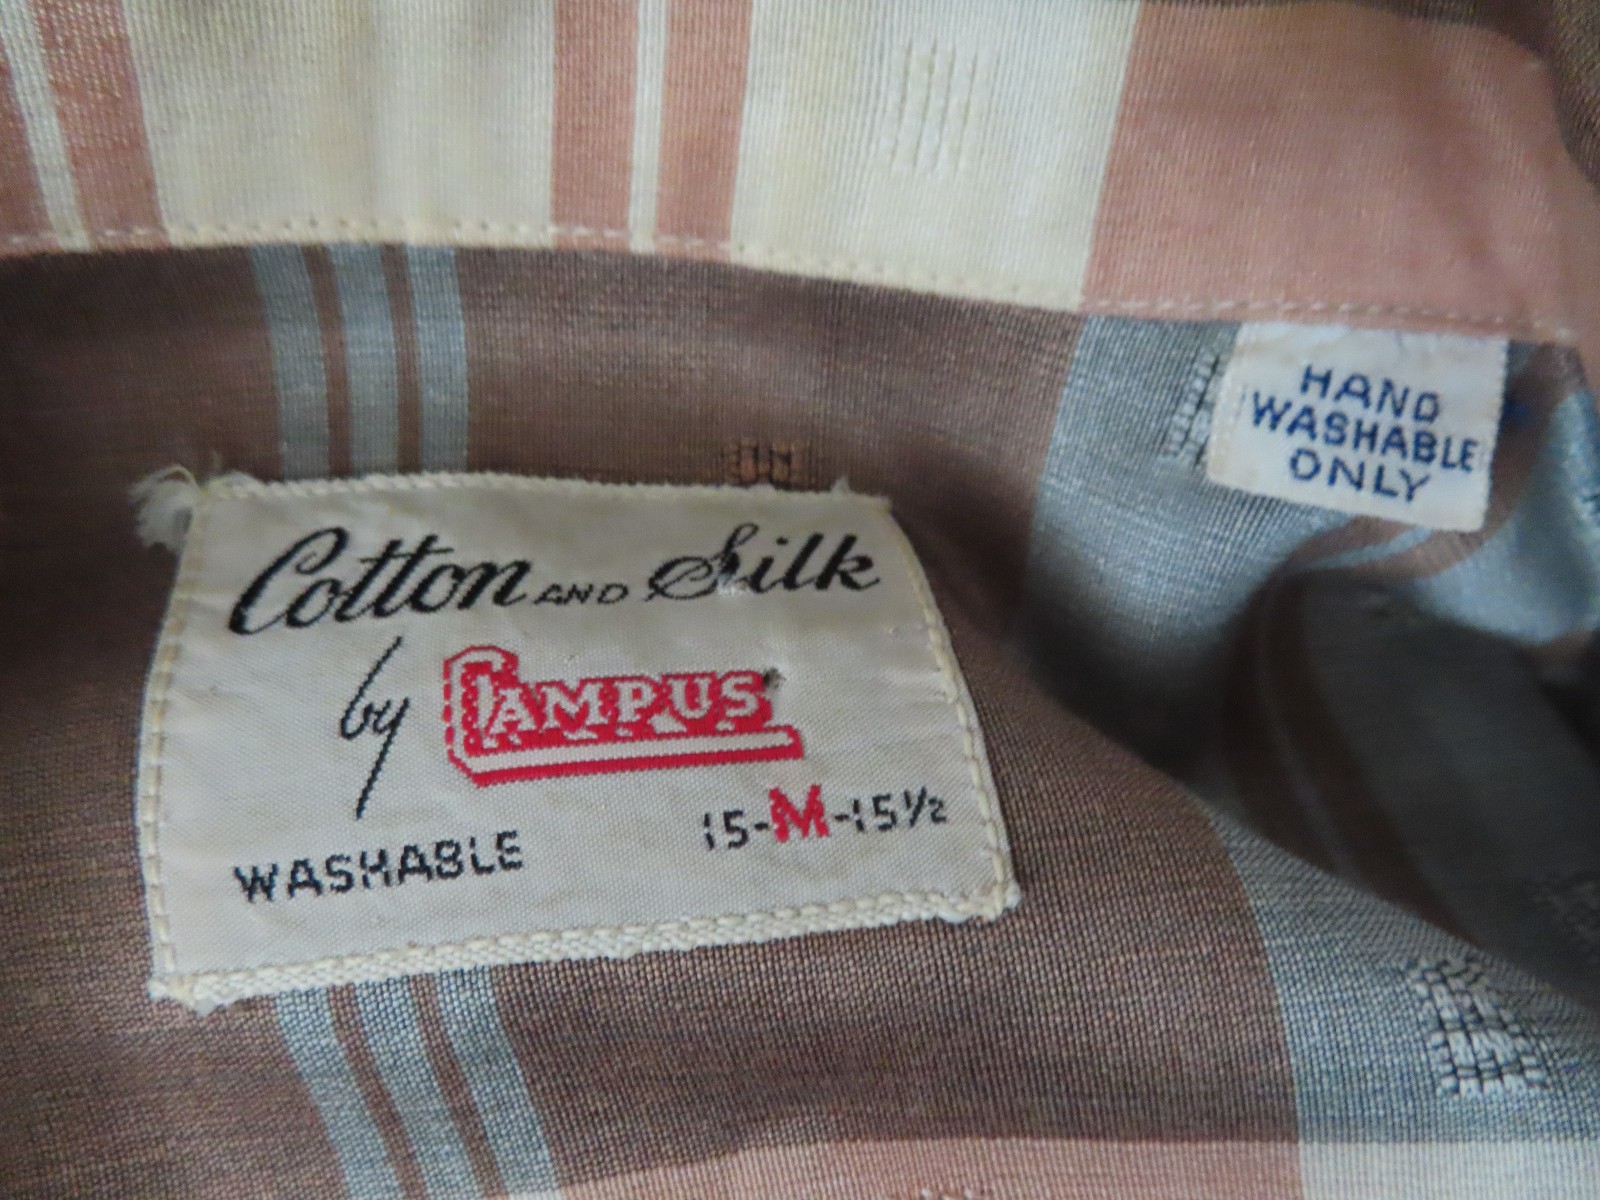 HAND
WASHABLE
ONLY
Cotton AND Silk
by CAMPUS
WASHABLE 15-M-15½